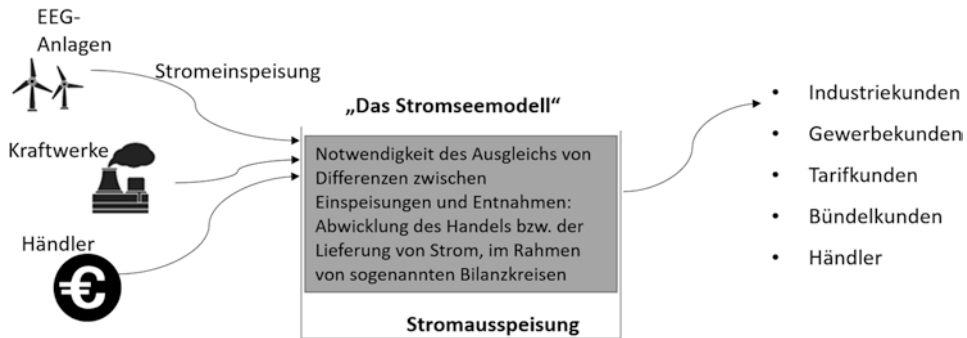 EEG-
Anlagen
Stromeinspeisung
Kraftwerke
Händler
€
„Das Stromseemodell“
Notwendigkeit des Ausgleichs von
Differenzen zwischen
Einspeisungen und Entnahmen:
Abwicklung des Handels bzw. der
Lieferung von Strom, im Rahmen
von sogenannten Bilanzkreisen
Stromausspeisung
• Industriekunden
• Gewerbekunden
• Tarifkunden
• Bündelkunden
• Händler